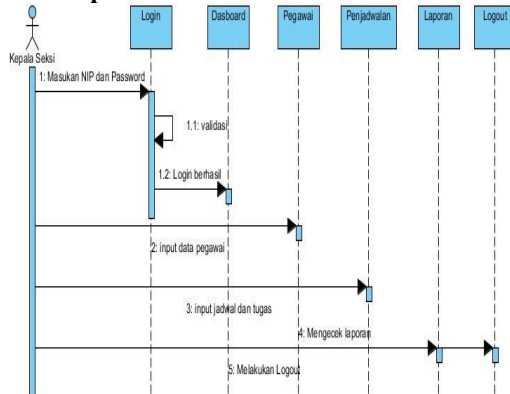 Login
Dasboard
Pegawai
Penjadwalan
Laporan
Logout
Kepala Seksi
1: Masukan NIP dan Password
1.1: validasi
1.2: Login berhasil
2: input data pegawai
3: input jadwal dan tugas
4: Mengecek laporan
5: Melakukan Logout